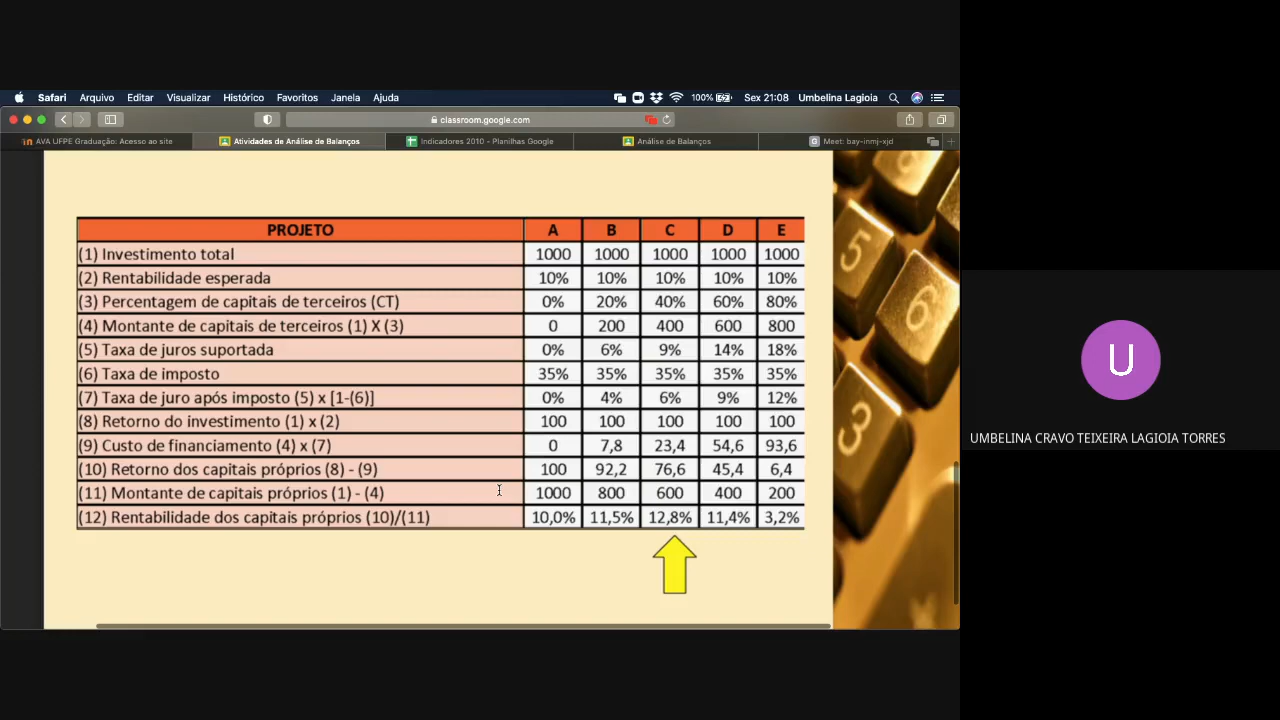 Safari Arquivo Editar Visualizar Histórico Favoritos Janela Ajuda 100% Sex 21:08 Umbelina Lagioia
classroom.google.com
AVA UFPE Graduação: Acesso ao site Atividades de Análise de Balanços Indicadores 2010 - Planilhas Google Análise de Balanços Meet: bay-inmj-xjd
PROJETO A B C D E
(1) Investimento total 1000 1000 1000 1000 1000
(2) Rentabilidade esperada 10% 10% 10% 10% 10%
(3) Percentagem de capitais de terceiros (CT) 0% 20% 40% 60% 80%
(4) Montante de capitais de terceiros (1) X (3) 0 200 400 600 800
(5) Taxa de juros suportada 0% 6% 9% 14% 18%
(6) Taxa de imposto 35% 35% 35% 35% 35%
(7) Taxa de juro após imposto (5) x [1-(6)] 0% 4% 6% 9% 12%
(8) Retorno do investimento (1) x (2) 100 100 100 100 100
(9) Custo de financiamento (4) x (7) 0 7,8 23,4 54,6 93,6
(10) Retorno dos capitais próprios (8) - (9) 100 92,2 76,6 45,4 6,4
(11) Montante de capitais próprios (1) - (4) 1000 800 600 400 200
(12) Rentabilidade dos capitais próprios (10)/(11) 10,0% 11,5% 12,8% 11,4% 3,2%
5
6
3
U
UMBELINA CRAVO TEIXEIRA LAGIOIA TORRES